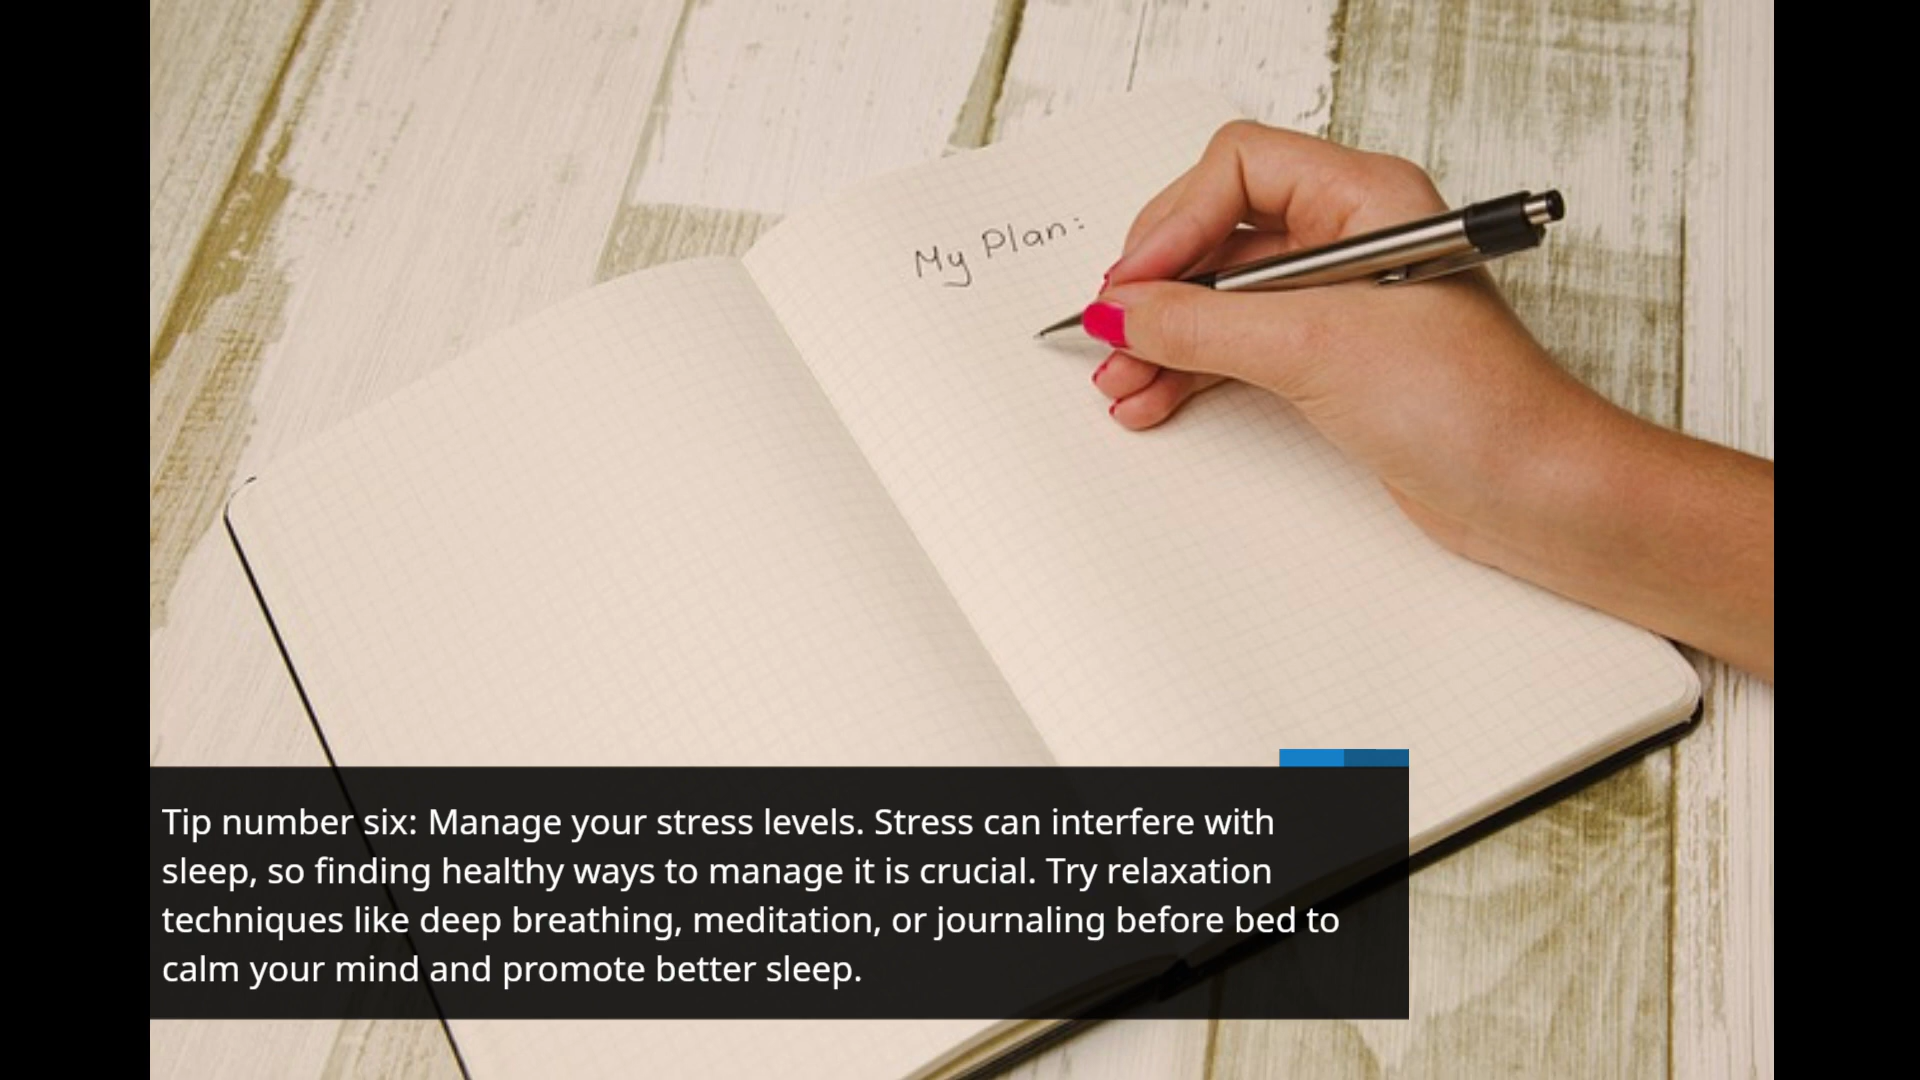 My Plan:
Tip number six: Manage your stress levels. Stress can interfere with
sleep, so finding healthy ways to manage it is crucial. Try relaxation
techniques like deep breathing, meditation, or journaling before bed to
calm your mind and promote better sleep.